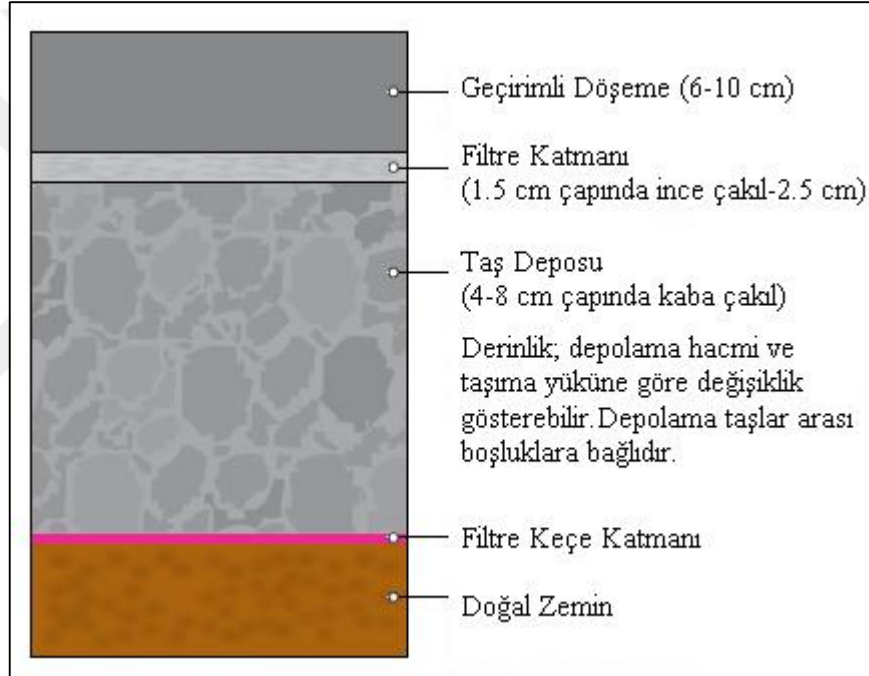 Geçirimli Döşeme (6-10 cm)
Filtre Katmanı
(1.5 cm çapında ince çakıl-2.5 cm)
Taş Deposu
(4-8 cm çapında kaba çakıl)
Derinlik; depolama hacmi ve
taşıma yüküne göre değişiklik
gösterebilir.Depolama taşlar arası
boşluklara bağlıdır.
Filtre Keçe Katmanı
Doğal Zemin